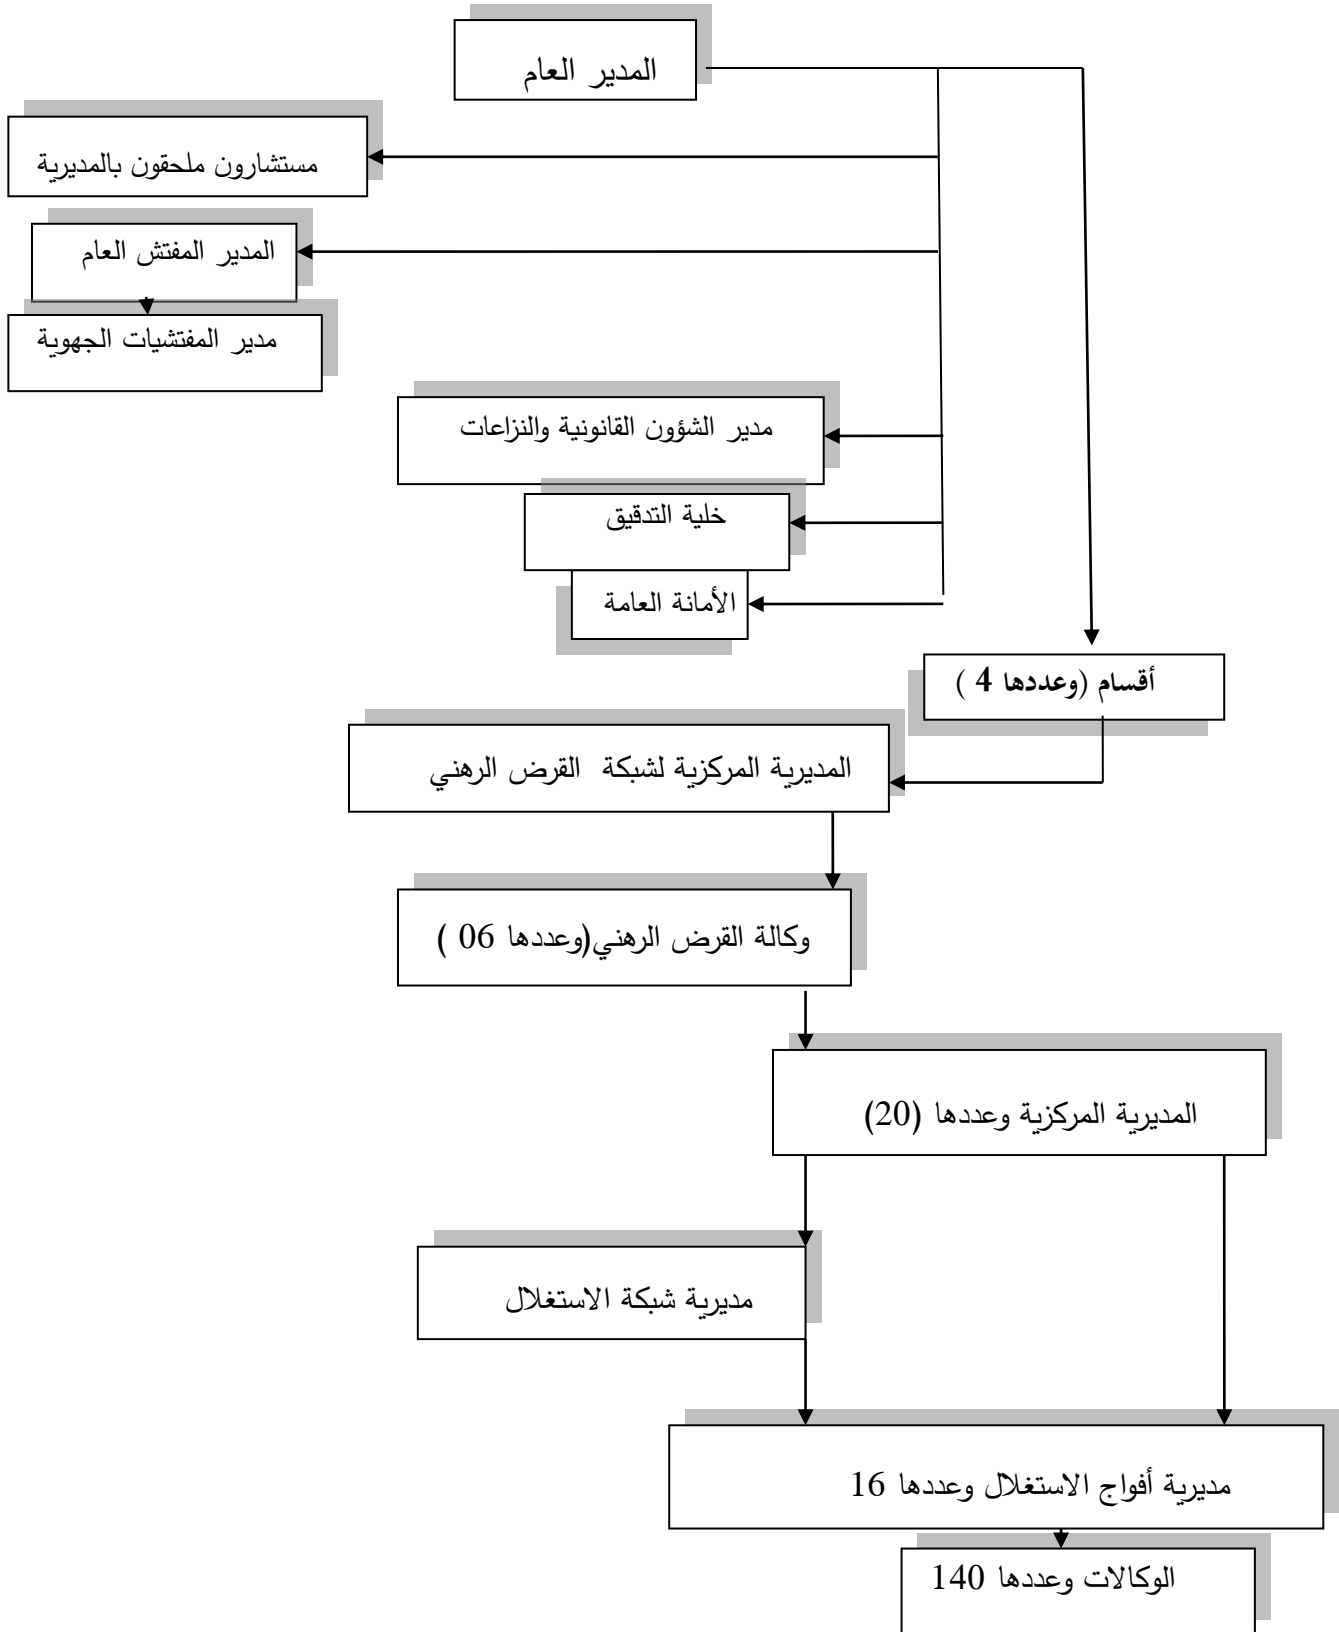 المدير العام
مستشارون ملحقون بالمديرية
المدير المفتش العام
مدير المفتشيات الجهوية
مدير الشؤون القانونية والنزاعات
خلية التدقيق
الأمانة العامة
أقسام (وعددها 4 )
المديرية المركزية لشبكة القرض الرهني
وكالة القرض الرهني(وعددها 06 )
المديرية المركزية وعددها (20)
مديرية شبكة الاستغلال
مديرية أفواج الاستغلال وعددها 16
الوكالات وعددها 140